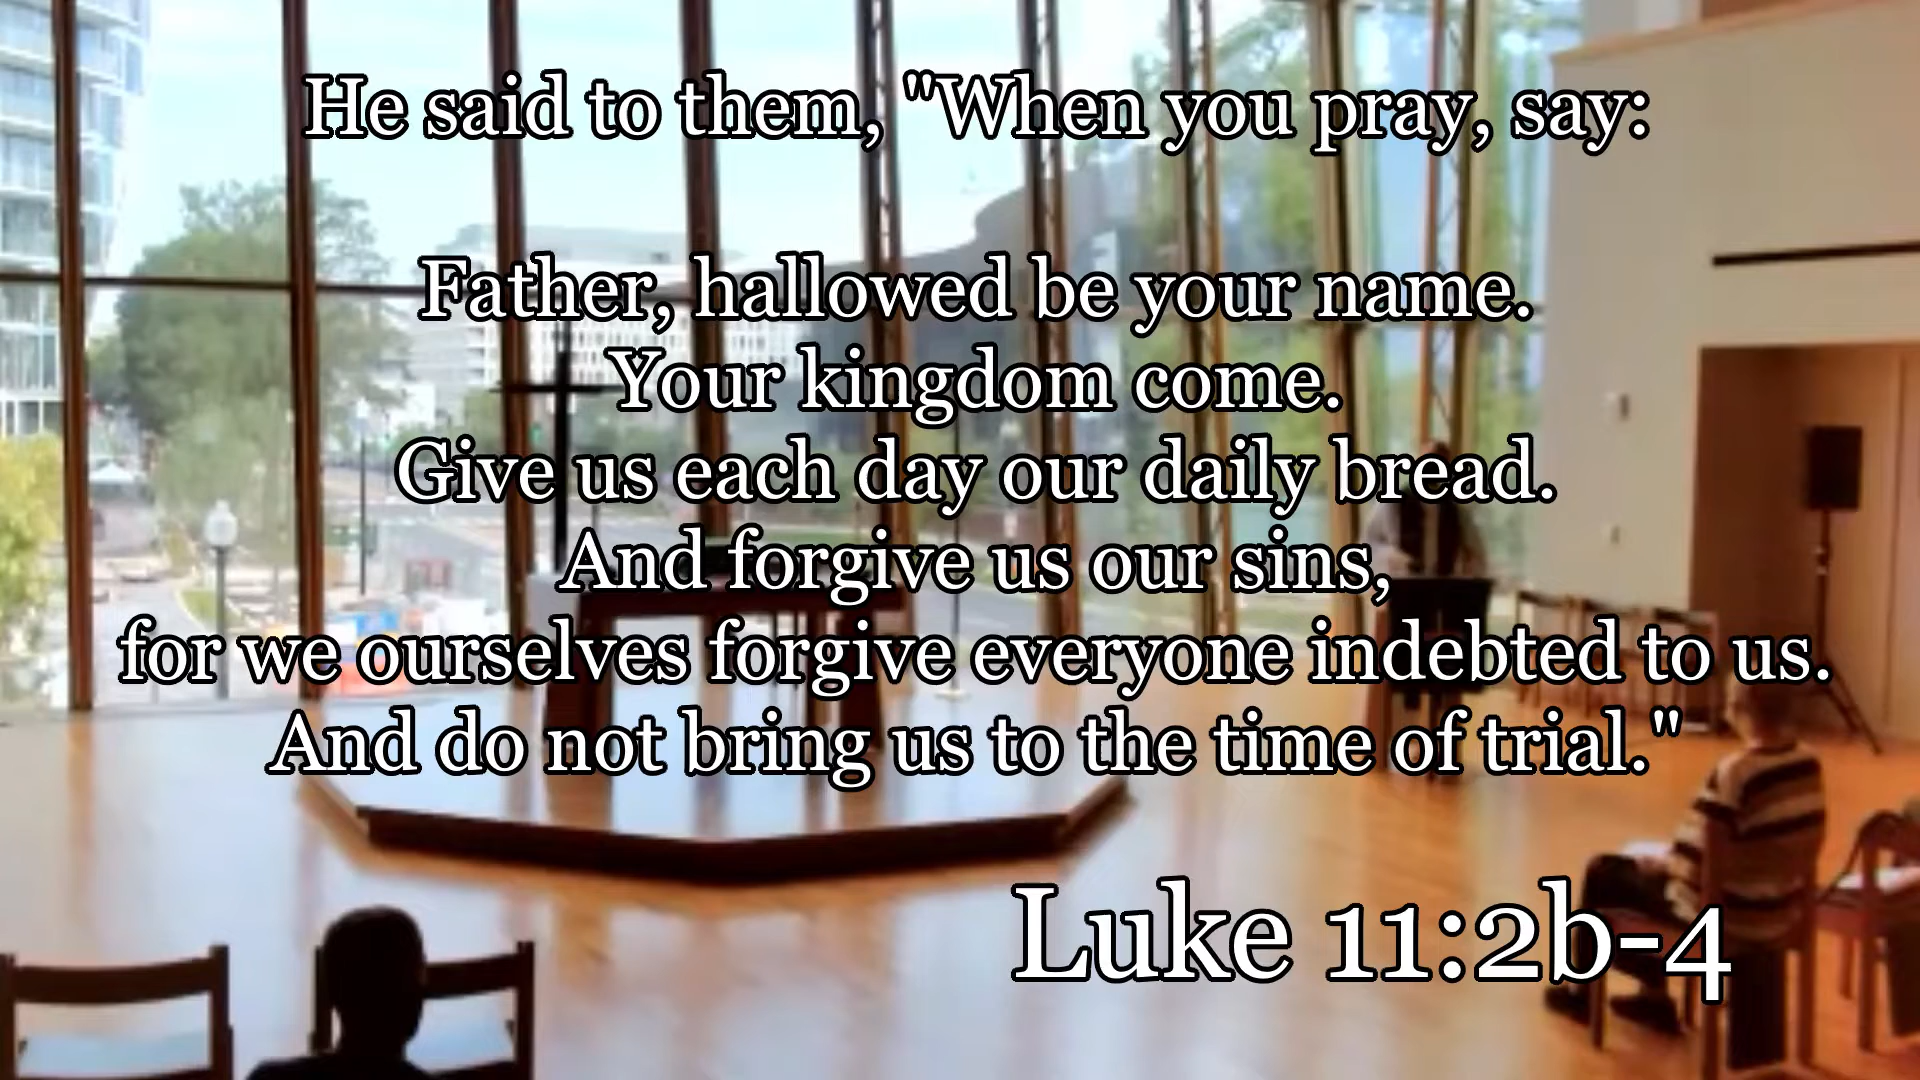 He said to them, "When you pray, say:
Father, hallowed be your name.
Your kingdom come.
Give us each day our daily bread.
And forgive us our sins,
for we ourselves forgive everyone indebted to us.
And do not bring us to the time of trial."
Luke 11:2b-4